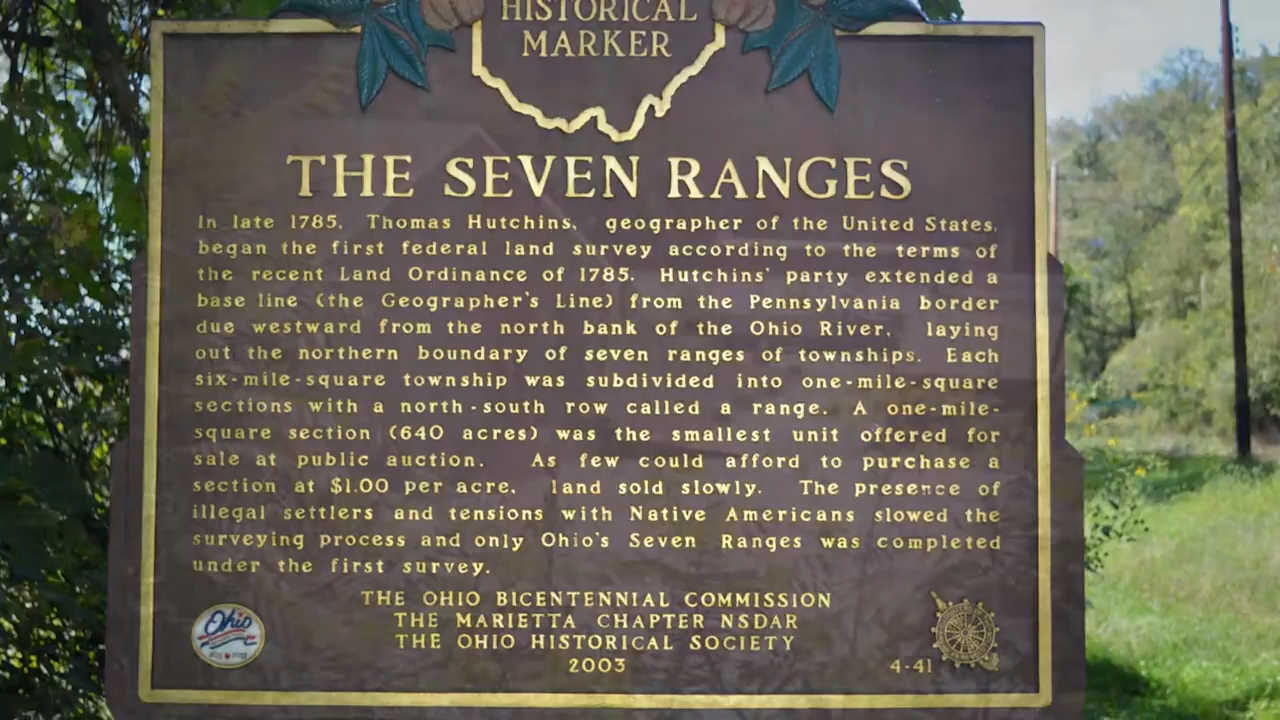 HISTORICAL
MARKER
THE SEVEN RANGES
In late 1785, Thomas Hutchins, geographer of the United States,
began the first federal land survey according to the terms of
the recent Land Ordinance of 1785. Hutchins' party extended a
base line (the Geographer's Line) from the Pennsylvania border
due westward from the north bank of the Ohio River, laying
out the northern boundary of seven ranges of townships. Each
six-mile-square township was subdivided into one-mile-square
sections with a north-south row called a range. A one-mile-
square section (640 acres) was the smallest unit offered for
sale at public auction. As few could afford to purchase a
section at $1.00 per acre, land sold slowly. The presence of
illegal settlers and tensions with Native Americans slowed the
surveying process and only Ohio's Seven Ranges was completed
under the first survey.
THE OHIO BICENTENNIAL COMMISSION
THE MARIETTA CHAPTER NSDAR
THE OHIO HISTORICAL SOCIETY
2003
4-41
Ohio